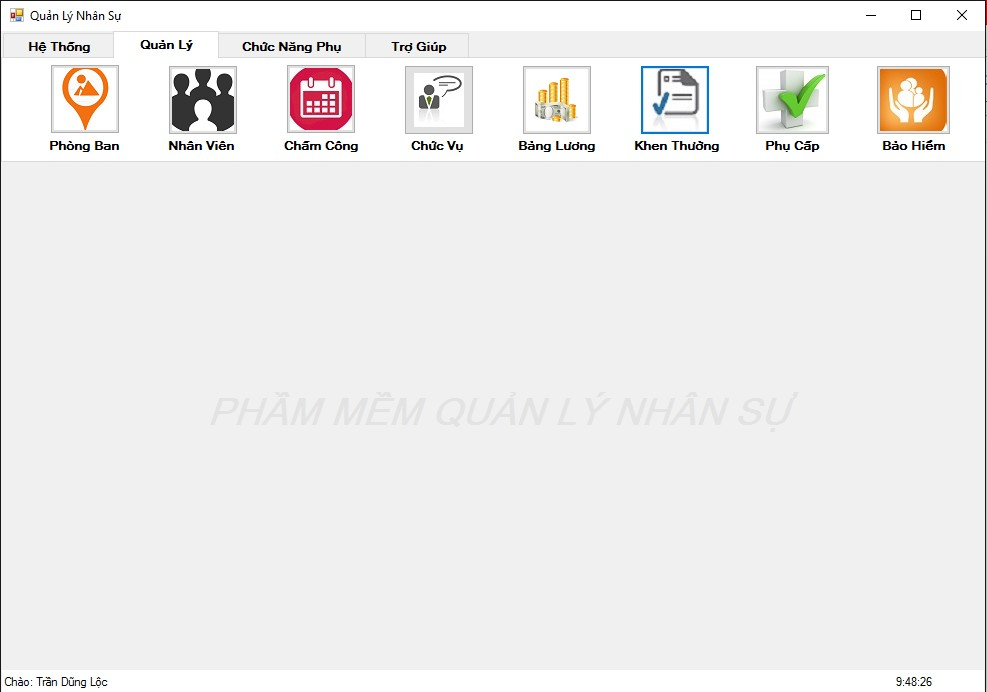 Quản Lý Nhân Sự
Hệ Thống Quản Lý Chức Năng Phụ Trợ Giúp
Phòng Ban Nhân Viên Chấm Công Chức Vụ Bảng Lương Khen Thưởng Phụ Cấp Bảo Hiểm
PHẦM MỀM QUẢN LÝ NHÂN SỰ
Chào: Trần Dũng Lộc 9:48:26